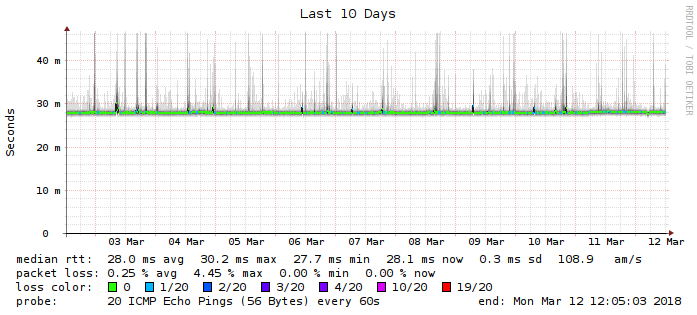 Last 10 Days
RRDTOOL / TOBI OETIKER
Seconds
40 m
30 m
20 m
10 m
0
03 Mar 04 Mar 05 Mar 06 Mar 07 Mar 08 Mar 09 Mar 10 Mar 11 Mar 12 Mar
median rtt: 28.0 ms avg 30.2 ms max 27.7 ms min 28.1 ms now 0.3 ms sd 108.9 am/s
packet loss: 0.25 % avg 4.45 % max 0.00 % min 0.00 % now
loss color: 0 1/20 2/20 3/20 4/20 10/20 19/20
probe: 20 ICMP Echo Pings (56 Bytes) every 60s end: Mon Mar 12 12:05:03 2018